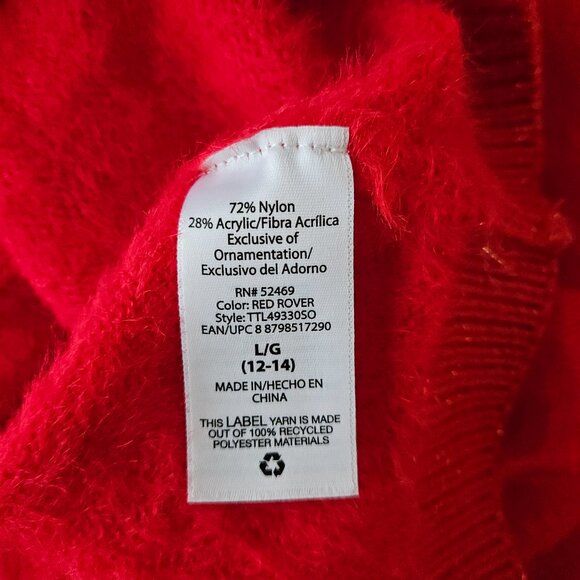 72% Nylon
28% Acrylic/Fibra Acrílica
Exclusive of
Ornamentation/
Exclusivo del Adorno
RN# 52469
Color: RED ROVER
Style: TTL49330SO
EAN/UPC 8 8798517290
L/G
(12-14)
MADE IN/HECHO EN
CHINA
THIS LABEL YARN IS MADE
OUT OF 100% RECYCLED
POLYESTER MATERIALS